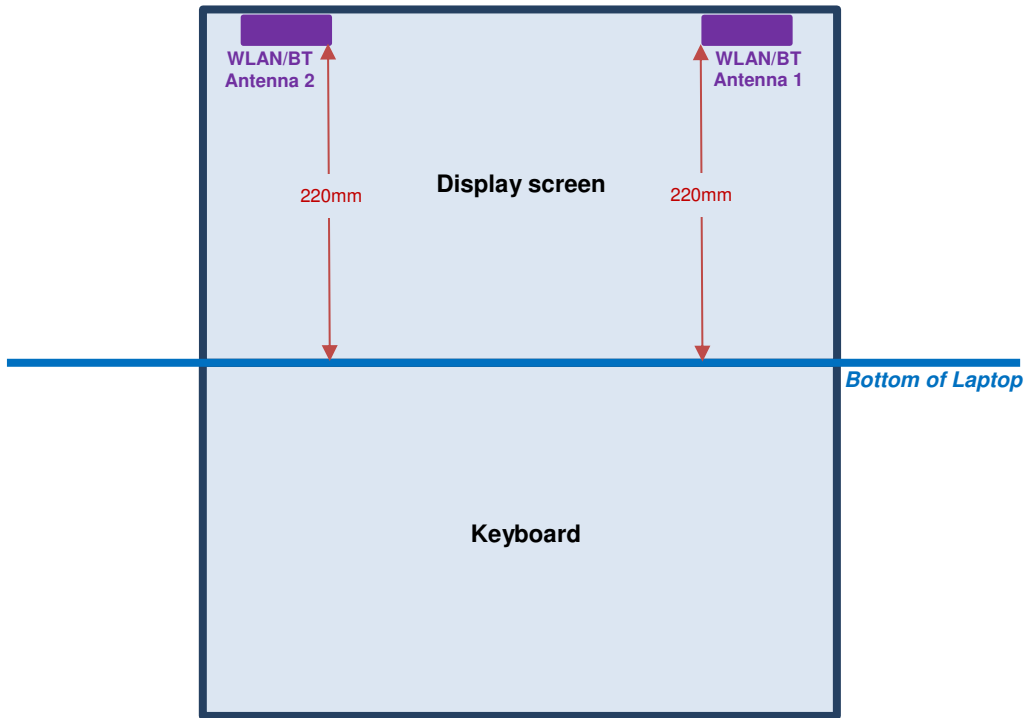 WLAN/BT
Antenna 2
WLAN/BT
Antenna 1
Display screen
220mm
220mm
Bottom of Laptop
Keyboard